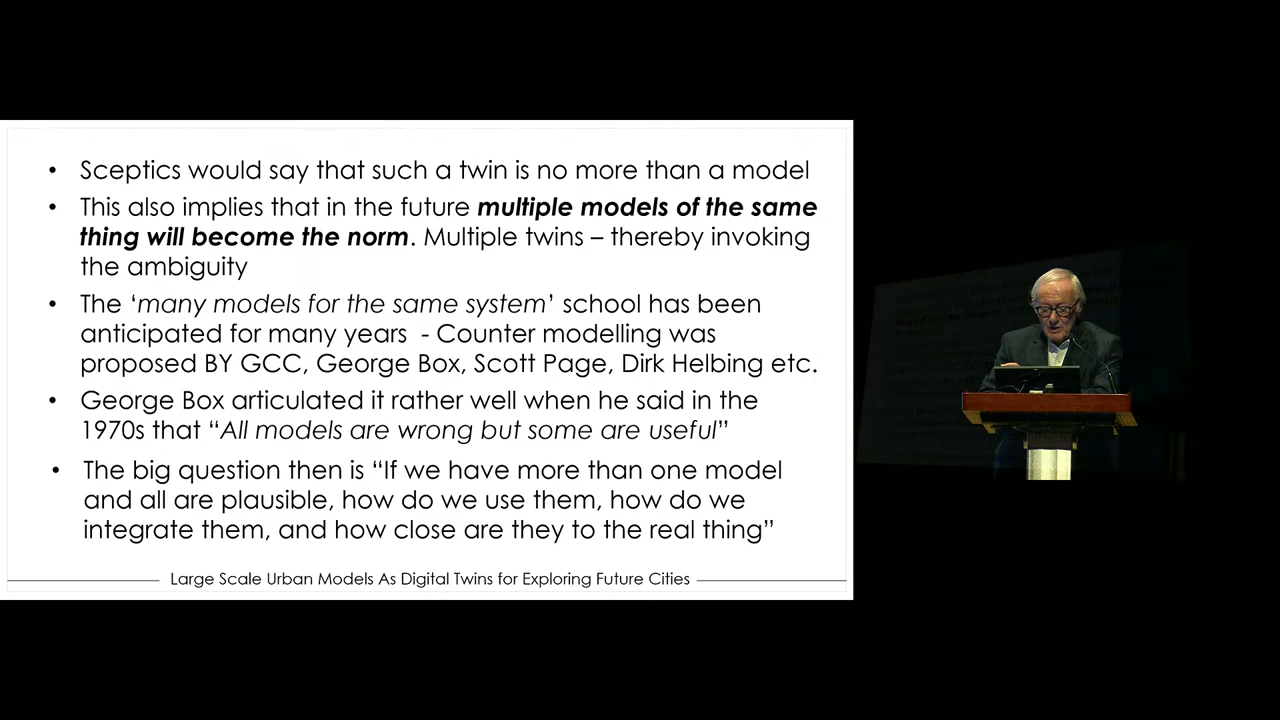 • Sceptics would say that such a twin is no more than a model
• This also implies that in the future multiple models of the same
thing will become the norm. Multiple twins – thereby invoking
the ambiguity
• The ‘many models for the same system’ school has been
anticipated for many years - Counter modelling was
proposed BY GCC, George Box, Scott Page, Dirk Helbing etc.
• George Box articulated it rather well when he said in the
1970s that “All models are wrong but some are useful”
• The big question then is “If we have more than one model
and all are plausible, how do we use them, how do we
integrate them, and how close are they to the real thing”
Large Scale Urban Models As Digital Twins for Exploring Future Cities